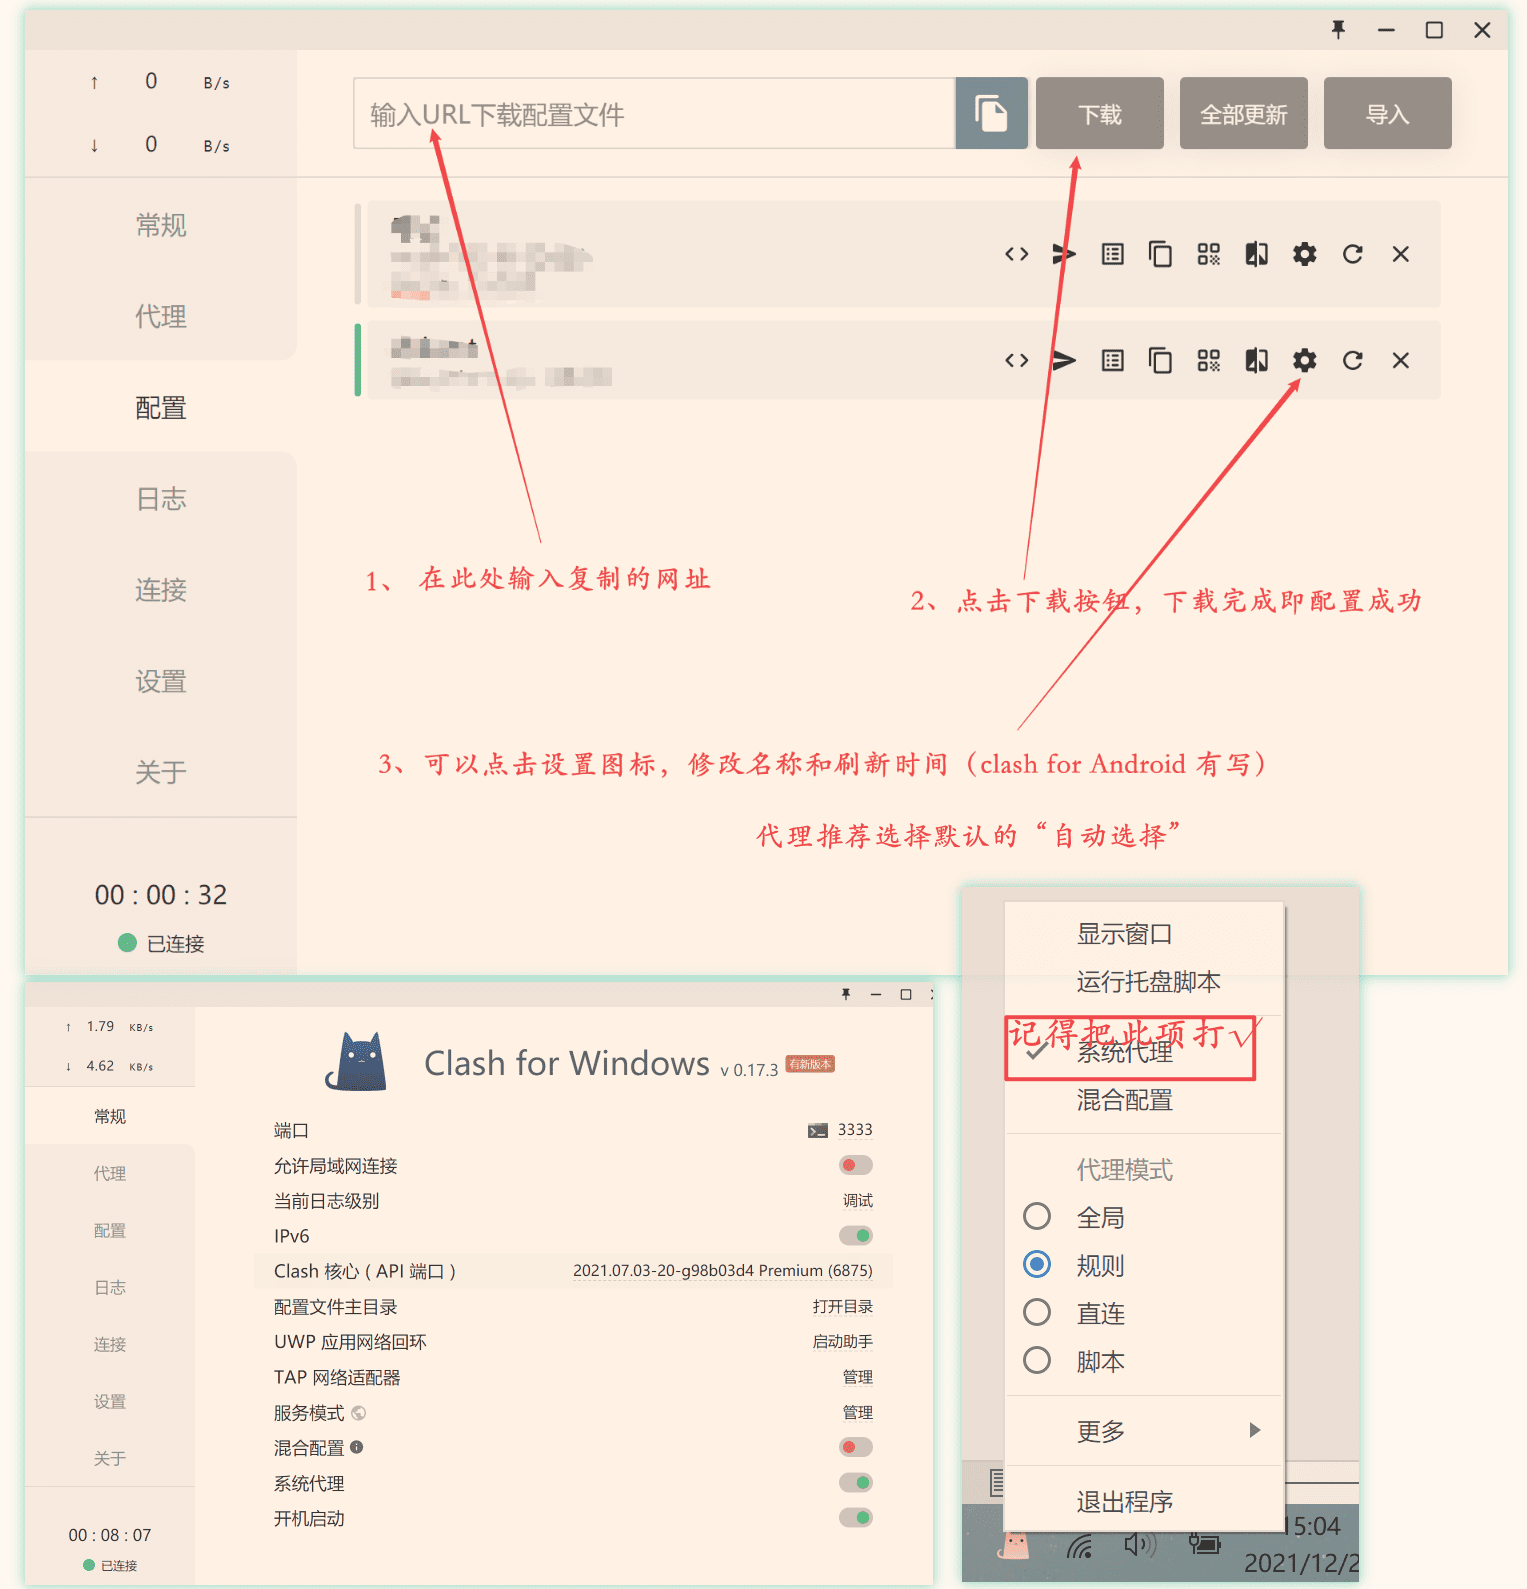 ↑ 0 B/s
↓ 0 B/s
输入URL下载配置文件
下载
全部更新
导入
常规
代理
配置
日志
连接
设置
关于
00 : 00 : 32
已连接
1、 在此处输入复制的网址
2、点击下载按钮，下载完成即配置成功
3、可以点击设置图标，修改名称和刷新时间（clash for Android 有写）
代理推荐选择默认的“自动选择”
↑ 1.79 KB/s
↓ 4.62 KB/s
常规
代理
配置
日志
连接
设置
关于
00 : 08 : 07
已连接
Clash for Windows v 0.17.3 有新版本
端口 3333
允许局域网连接
当前日志级别 调试
IPv6
Clash 核心 ( API 端口 ) 2021.07.03-20-g98b03d4 Premium (6875)
配置文件主目录 打开目录
UWP 应用网络回环 启动助手
TAP 网络适配器 管理
服务模式 管理
混合配置
系统代理
开机启动
显示窗口
运行托盘脚本
记得把此项打√
系统代理
混合配置
代理模式
全局
规则
直连
脚本
更多
退出程序
15:04
2021/12/2